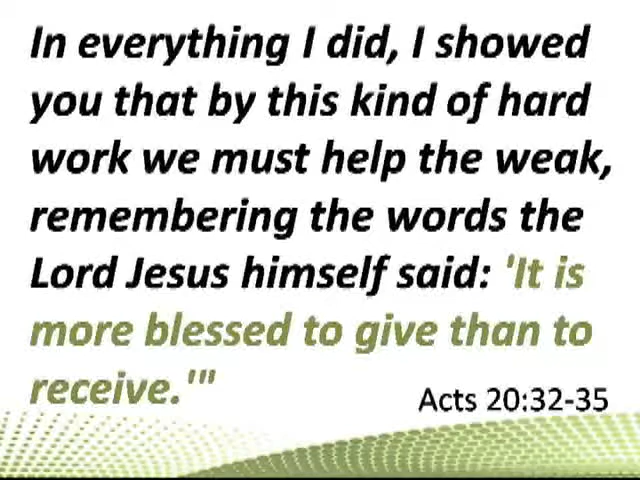 In everything I did, I showed
you that by this kind of hard
work we must help the weak,
remembering the words the
Lord Jesus himself said: 'It is
more blessed to give than to
receive.'"
Acts 20:32-35